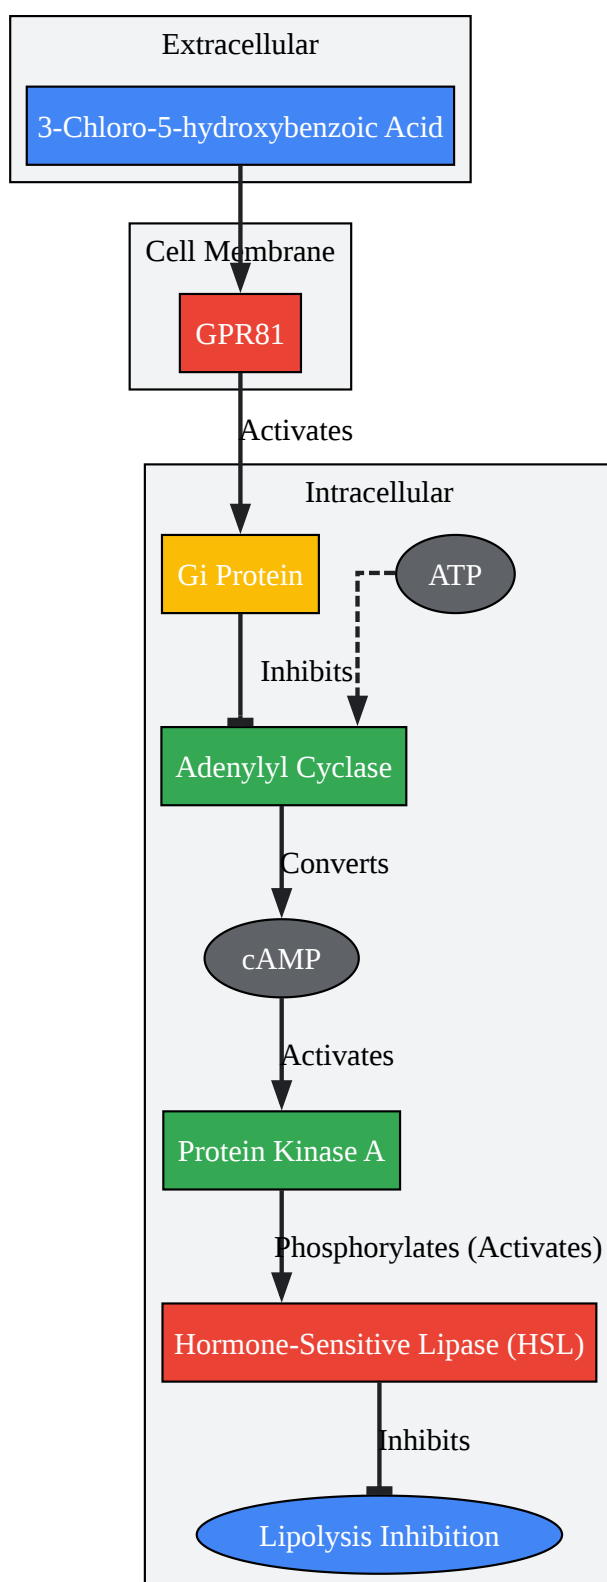 Extracellular
3-Chloro-5-hydroxybenzoic Acid
Cell Membrane
GPR81
Activates
Intracellular
Gi Protein
ATP
Inhibits
Adenylyl Cyclase
Converts
cAMP
Activates
Protein Kinase A
Phosphorylates (Activates)
Hormone-Sensitive Lipase (HSL)
Inhibits
Lipolysis Inhibition